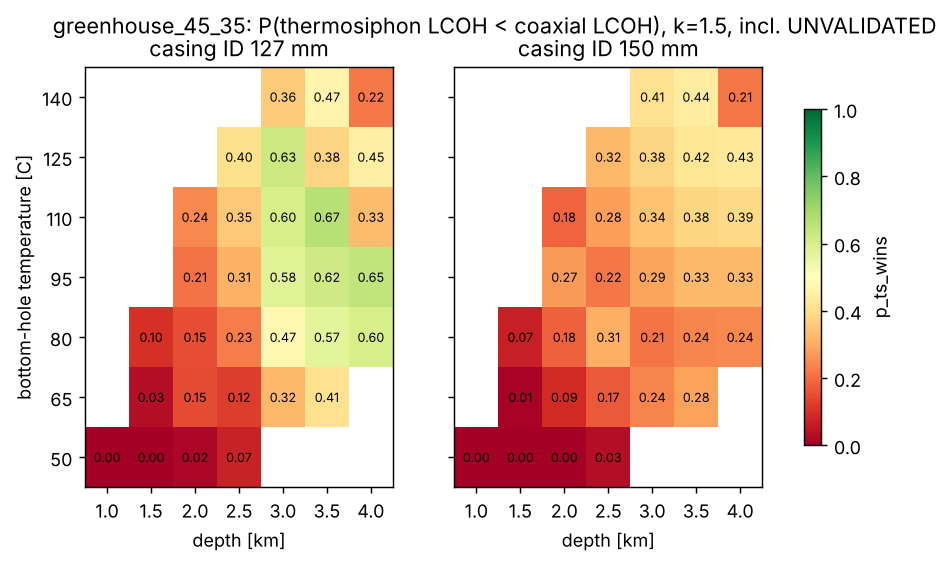 greenhouse_45_35: P(thermosiphon LCOH < coaxial LCOH), k=1.5, incl. UNVALIDATED
casing ID 127 mm
casing ID 150 mm
bottom-hole temperature [C]
140
125
110
95
80
65
50
0.36 0.47 0.22
0.40 0.63 0.38 0.45
0.24 0.35 0.60 0.67 0.33
0.21 0.31 0.58 0.62 0.65
0.10 0.15 0.23 0.47 0.57 0.60
0.03 0.15 0.12 0.32 0.41
0.00 0.00 0.02 0.07
1.0 1.5 2.0 2.5 3.0 3.5 4.0
depth [km]
0.41 0.44 0.21
0.32 0.38 0.42 0.43
0.18 0.28 0.34 0.38 0.39
0.27 0.22 0.29 0.33 0.33
0.07 0.18 0.31 0.21 0.24 0.24
0.01 0.09 0.17 0.24 0.28
0.00 0.00 0.00 0.03
1.0 1.5 2.0 2.5 3.0 3.5 4.0
depth [km]
1.0
0.8
0.6
0.4
0.2
0.0
p_ts_wins